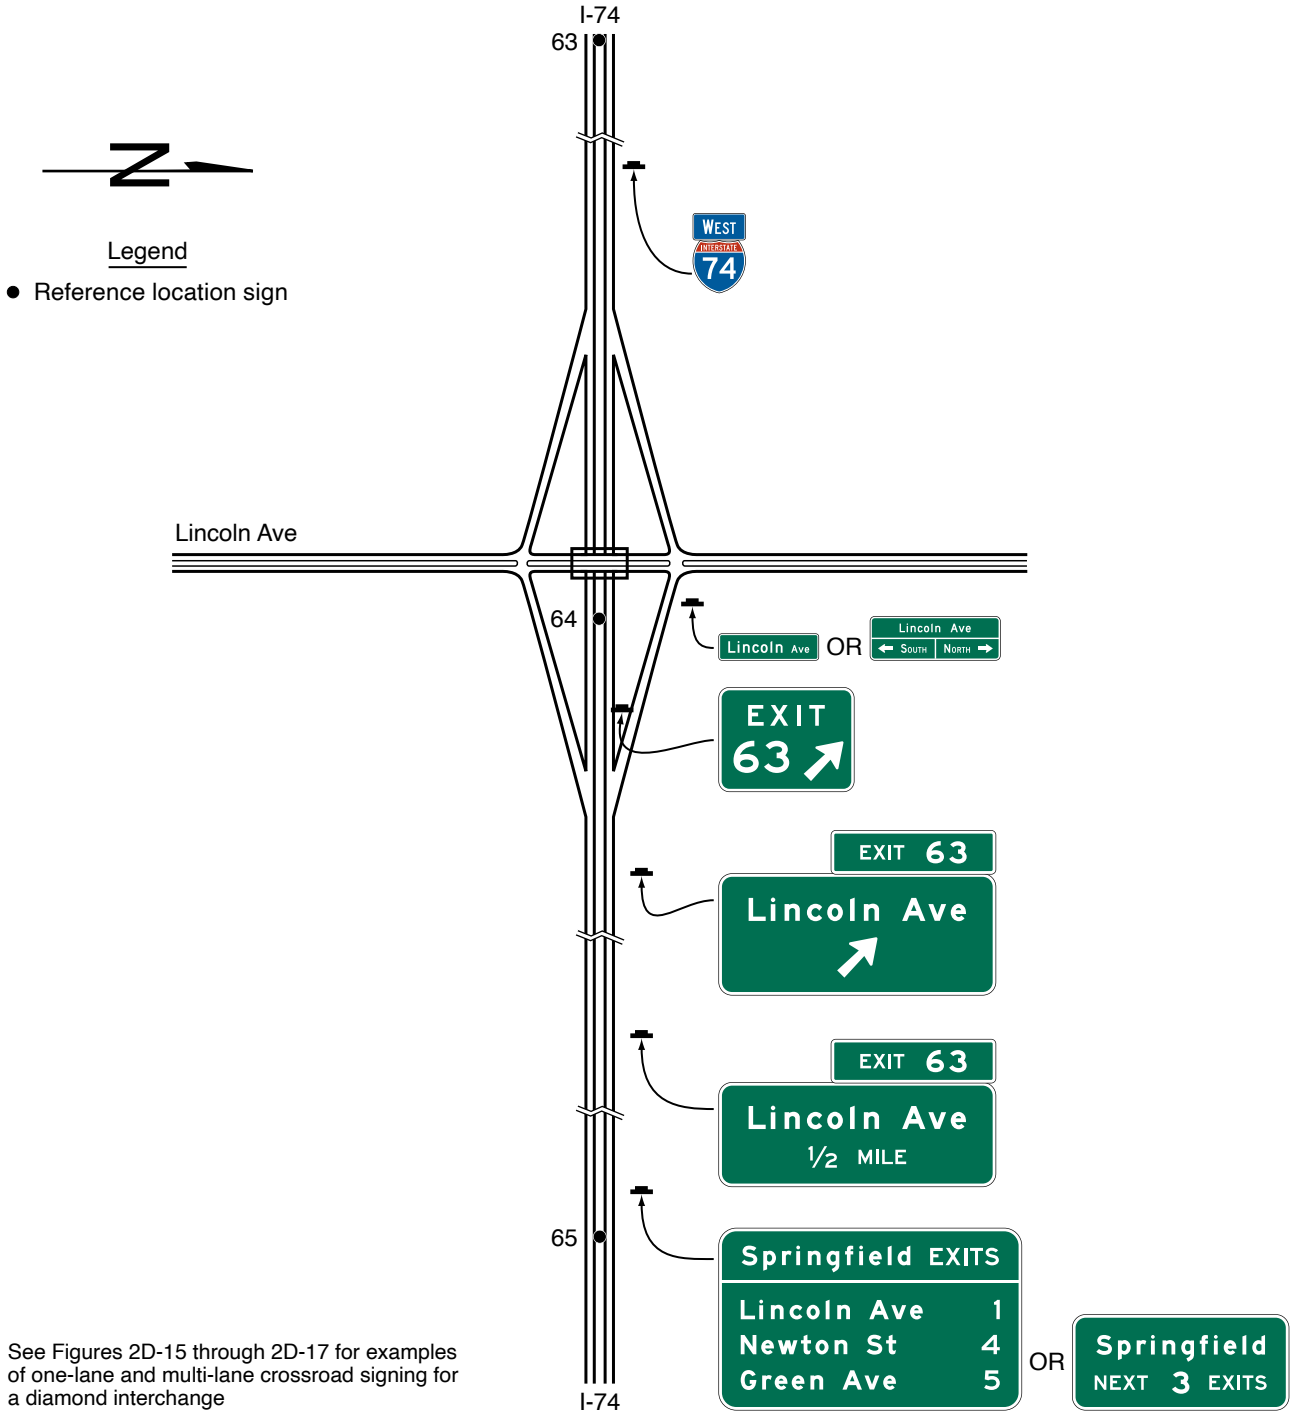 I-74
63
N
WEST
INTERSTATE
74
Legend
Reference location sign
Lincoln Ave
64
Lincoln Ave
OR
Lincoln Ave
SOUTH NORTH
EXIT
63
EXIT 63
Lincoln Ave
EXIT 63
Lincoln Ave
1/2 MILE
65
Springfield EXITS
Lincoln Ave 1
Newton St 4
Green Ave 5
OR
Springfield
NEXT 3 EXITS
I-74
See Figures 2D-15 through 2D-17 for examples
of one-lane and multi-lane crossroad signing for
a diamond interchange